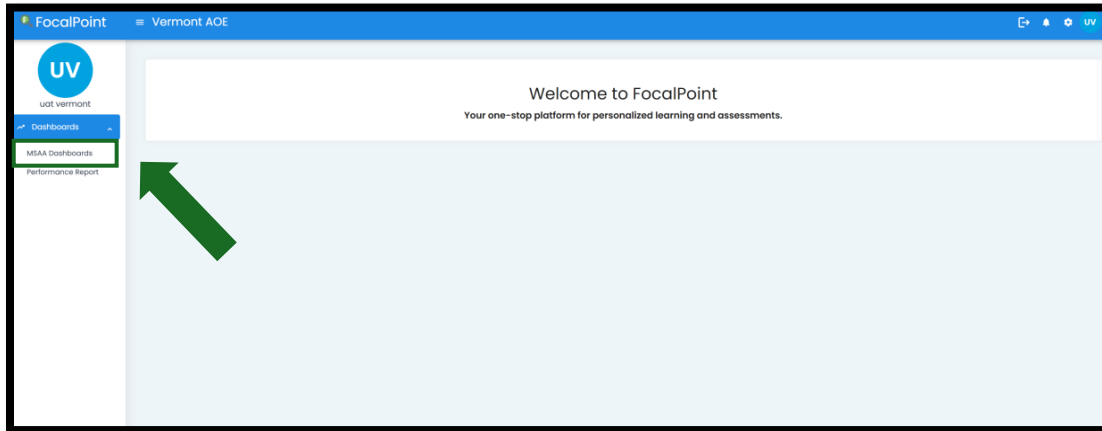 FocalPoint
Vermont AOE
UV
UV
uat vermont
Dashboards
MSAA Dashboards
Performance Report
Welcome to FocalPoint
Your one-stop platform for personalized learning and assessments.